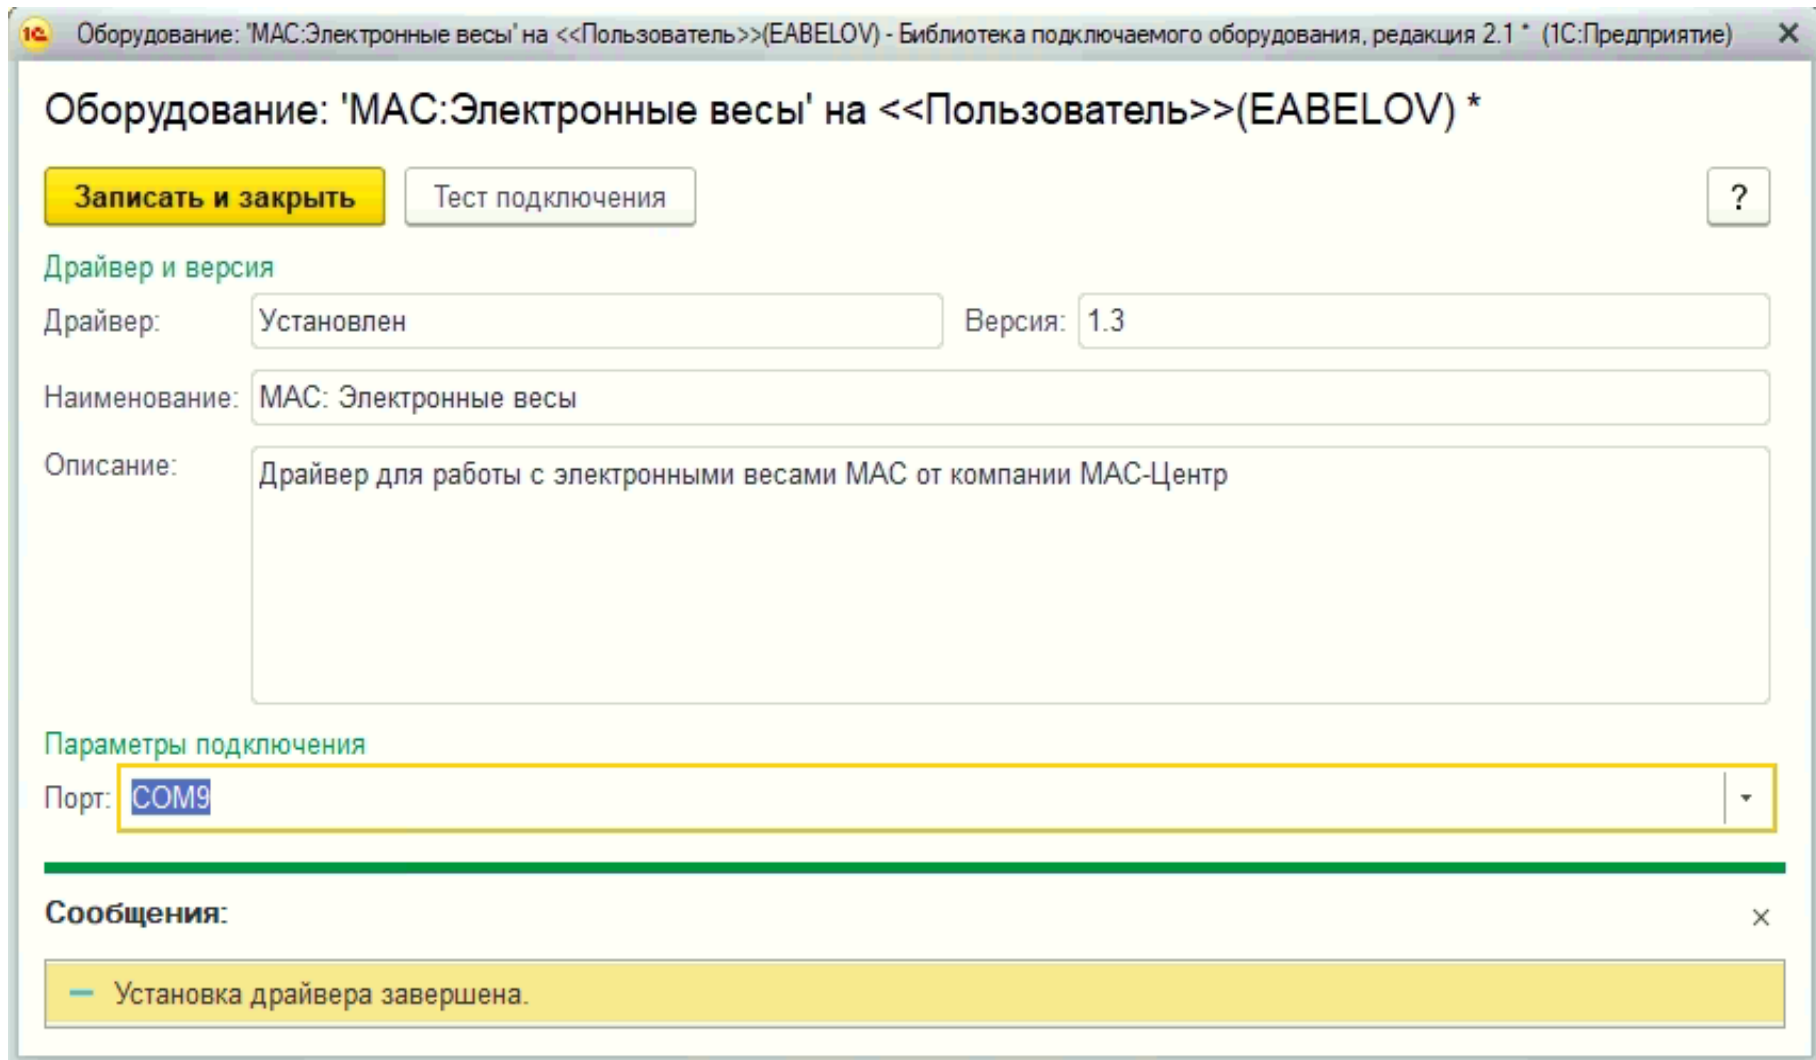 1С Оборудование: 'МАС:Электронные весы' на <<Пользователь>>(EABELOV) - Библиотека подключаемого оборудования, редакция 2.1 * (1С:Предприятие)
Оборудование: 'МАС:Электронные весы' на <<Пользователь>>(EABELOV) *
Записать и закрыть Тест подключения ?
Драйвер и версия
Драйвер: Установлен Версия: 1.3
Наименование: МАС: Электронные весы
Описание: Драйвер для работы с электронными весами МАС от компании МАС-Центр
Параметры подключения
Порт: COM9
Сообщения:
Установка драйвера завершена.